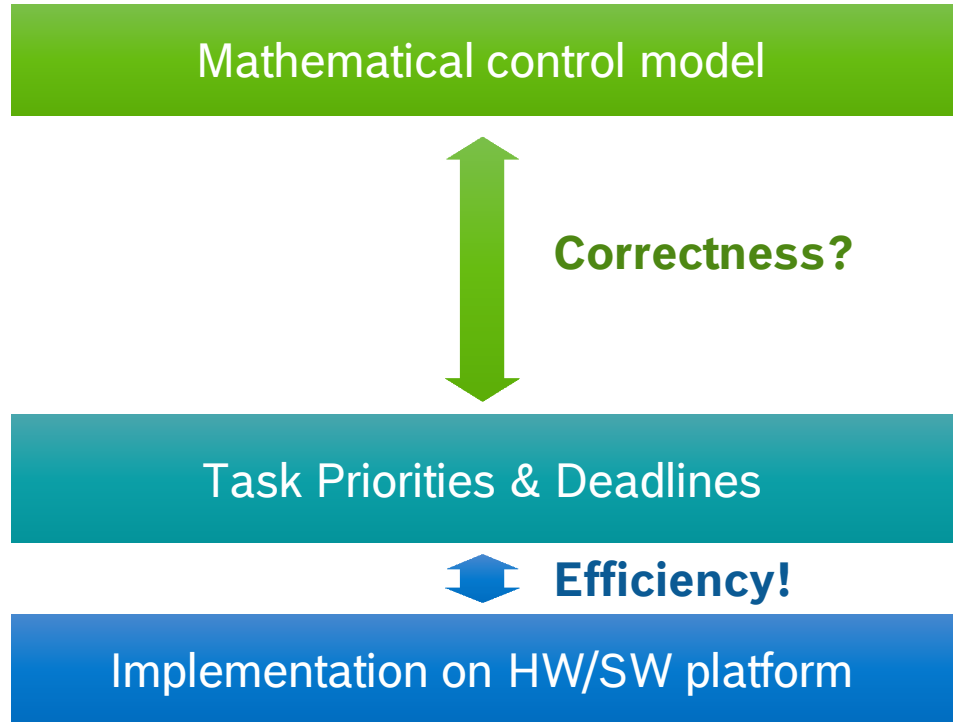 Mathematical control model
Correctness?
Task Priorities & Deadlines
Efficiency!
Implementation on HW/SW platform